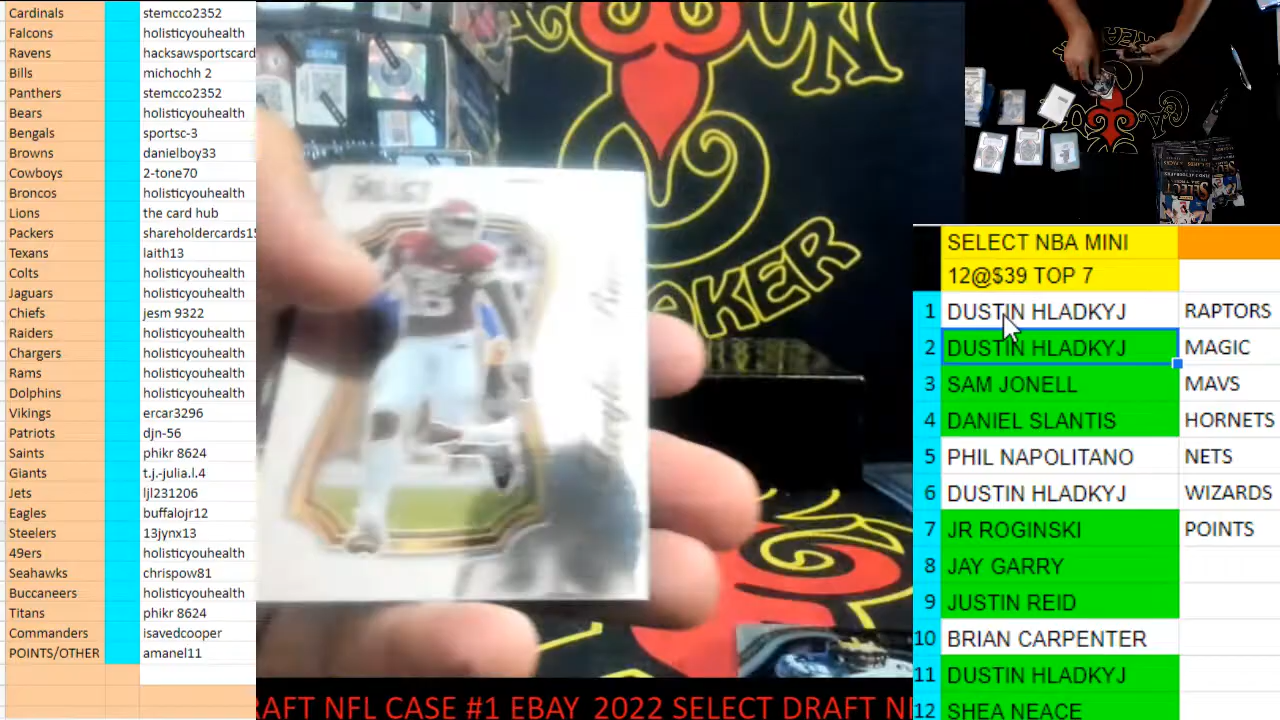 Cardinals stemcco2352
Falcons holisticyouhealth
Ravens hacksawsportscard
Bills michochh 2
Panthers stemcco2352
Bears holisticyouhealth
Bengals sportsc-3
Browns danielboy33
Cowboys 2-tone70
Broncos holisticyouhealth
Lions the card hub
Packers shareholdercards15
Texans laith13
Colts holisticyouhealth
Jaguars holisticyouhealth
Chiefs jesm 9322
Raiders holisticyouhealth
Chargers holisticyouhealth
Rams holisticyouhealth
Dolphins holisticyouhealth
Vikings ercar3296
Patriots djn-56
Saints phikr 8624
Giants t.j.-julia.l.4
Jets ljl231206
Eagles buffalojr12
Steelers 13jynx13
49ers holisticyouhealth
Seahawks chrispow81
Buccaneers holisticyouhealth
Titans phikr 8624
Commanders isavedcooper
POINTS/OTHER amanel11
AKER
SELECT
SELECT NBA MINI
12@$39 TOP 7
1 DUSTIN HLADKYJ RAPTORS
2 DUSTIN HLADKYJ MAGIC
3 SAM JONELL MAVS
4 DANIEL SLANTIS HORNETS
5 PHIL NAPOLITANO NETS
6 DUSTIN HLADKYJ WIZARDS
7 JR ROGINSKI POINTS
8 JAY GARRY
9 JUSTIN REID
10 BRIAN CARPENTER
11 DUSTIN HLADKYJ
12 SHEA NEACE
RAFT NFL CASE #1 EBAY 2022 SELECT DRAFT N